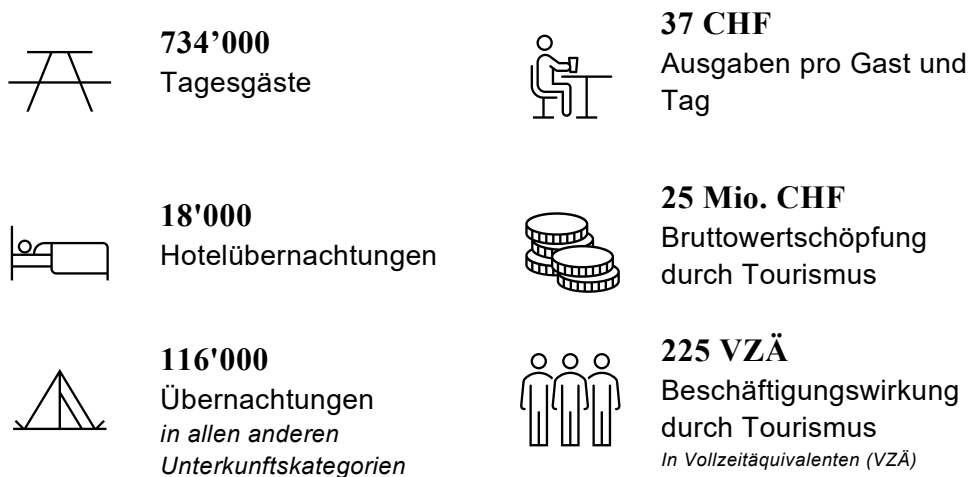 734’000
Tagesgäste
37 CHF
Ausgaben pro Gast und
Tag
18'000
Hotelübernachtungen
25 Mio. CHF
Bruttowertschöpfung
durch Tourismus
116'000
Übernachtungen
in allen anderen
Unterkunftskategorien
225 VZÄ
Beschäftigungswirkung
durch Tourismus
In Vollzeitäquivalenten (VZÄ)